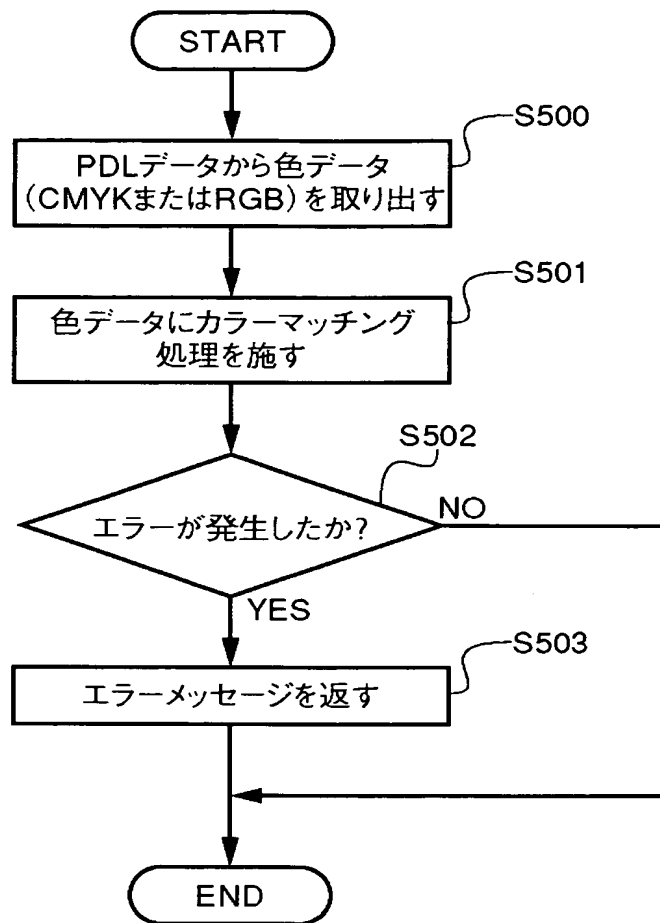 START
S500
PDLデータから色データ
(CMYKまたはRGB)を取り出す
S501
色データにカラーマッチング
処理を施す
S502
エラーが発生したか?
NO
YES
S503
エラーメッセージを返す
END